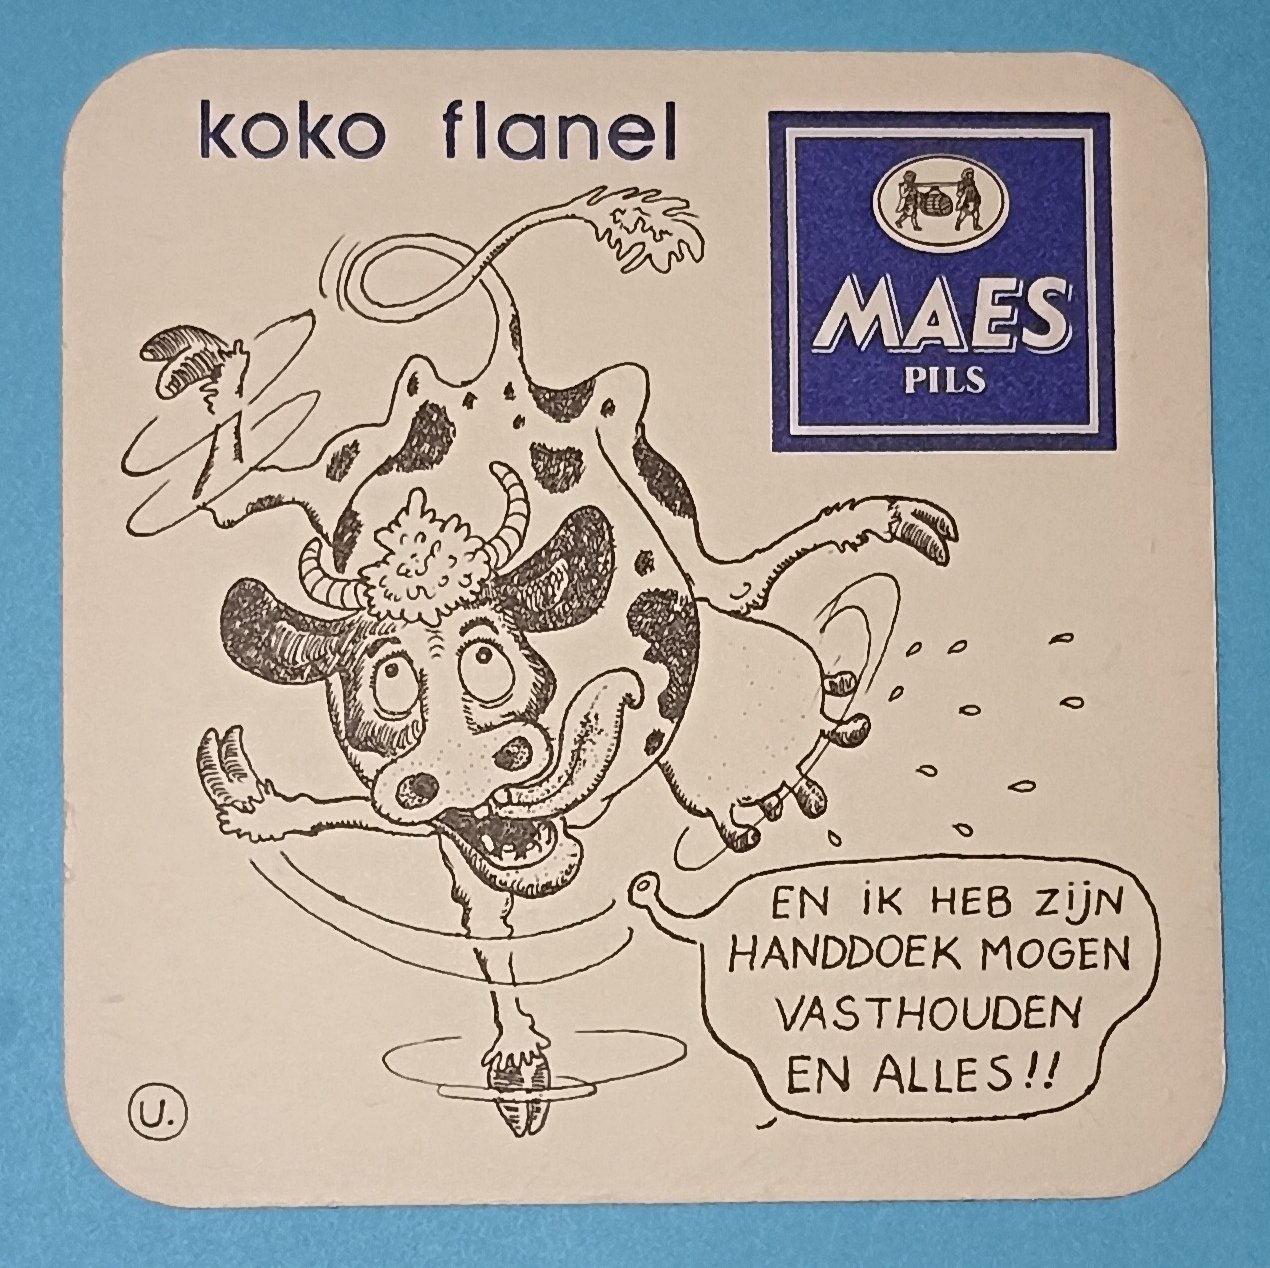 koko flanel
MAES
PILS
EN iK HEB ZijN
HANDDOEK MOGEN
VASTHOUDEN
EN ALLES!!
U.